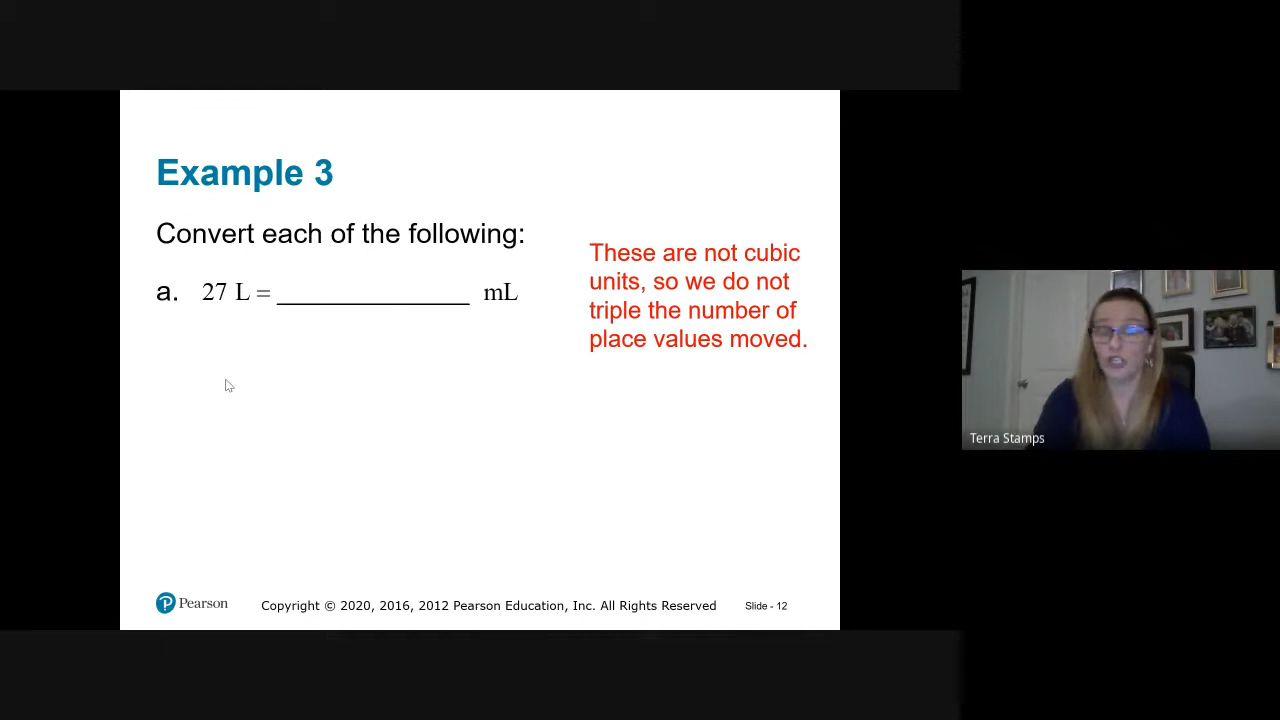 Example 3
Convert each of the following:
a. 27 L = ______________ mL
These are not cubic
units, so we do not
triple the number of
place values moved.
Terra Stamps
Pearson
Copyright © 2020, 2016, 2012 Pearson Education, Inc. All Rights Reserved
Slide - 12